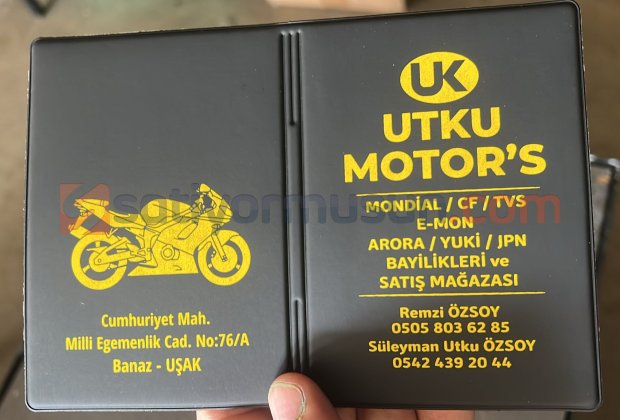 UK
UTKU
MOTOR'S
MONDİAL / CF / TVS
E-MON
ARORA / YUKİ / JPN
BAYİLİKLERİ ve
SATIŞ MAĞAZASI
Remzi ÖZSOY
0505 803 62 85
Süleyman Utku ÖZSOY
0542 439 20 44
Cumhuriyet Mah.
Milli Egemenlik Cad. No:76/A
Banaz - UŞAK
sativormusun.com